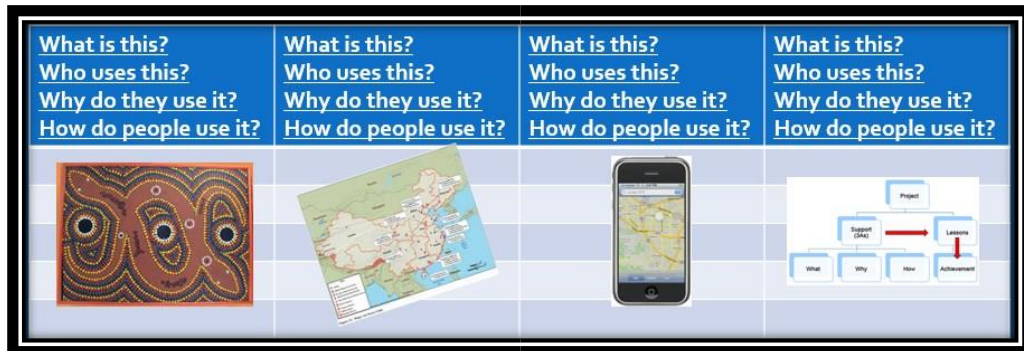 What is this?
Who uses this?
Why do they use it?
How do people use it?
What is this?
Who uses this?
Why do they use it?
How do people use it?
What is this?
Who uses this?
Why do they use it?
How do people use it?
What is this?
Who uses this?
Why do they use it?
How do people use it?
Project
Support
(3As)
Lessons
What
Why
How
Achievement